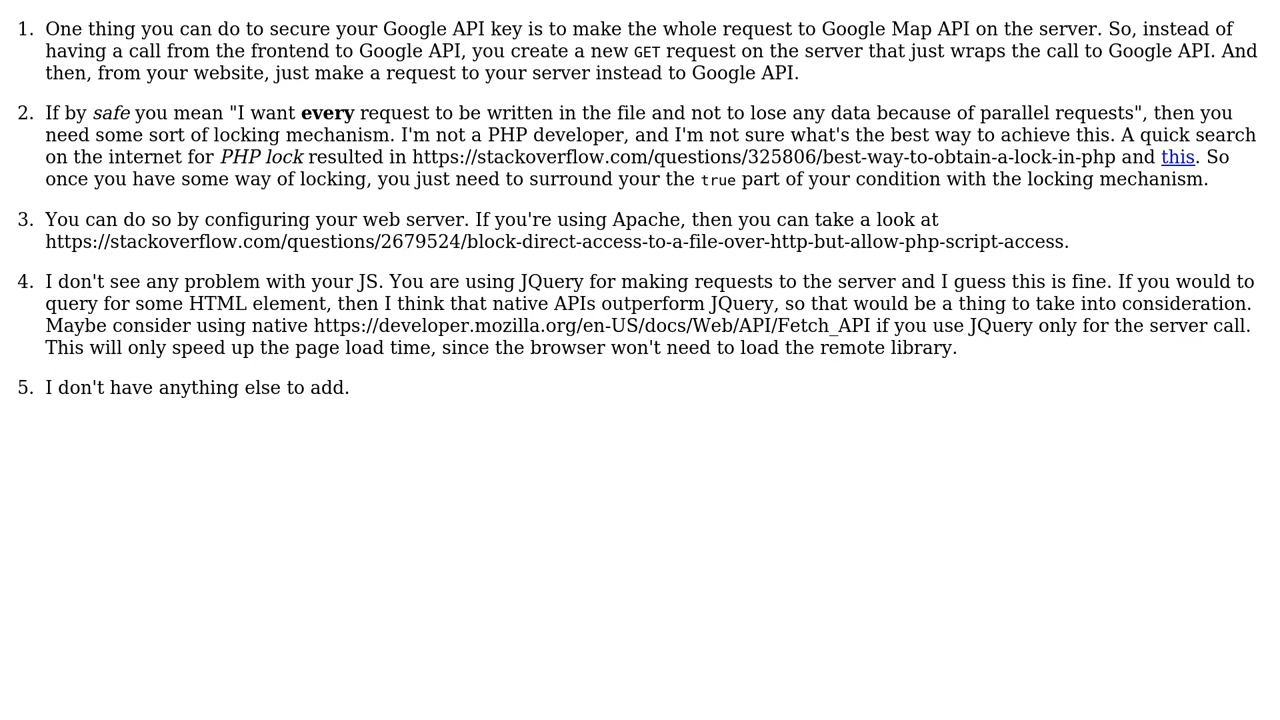 1. One thing you can do to secure your Google API key is to make the whole request to Google Map API on the server. So, instead of
having a call from the frontend to Google API, you create a new GET request on the server that just wraps the call to Google API. And
then, from your website, just make a request to your server instead to Google API.
2. If by safe you mean "I want every request to be written in the file and not to lose any data because of parallel requests", then you
need some sort of locking mechanism. I'm not a PHP developer, and I'm not sure what's the best way to achieve this. A quick search
on the internet for PHP lock resulted in https://stackoverflow.com/questions/325806/best-way-to-obtain-a-lock-in-php and this. So
once you have some way of locking, you just need to surround your the true part of your condition with the locking mechanism.
3. You can do so by configuring your web server. If you're using Apache, then you can take a look at
https://stackoverflow.com/questions/2679524/block-direct-access-to-a-file-over-http-but-allow-php-script-access.
4. I don't see any problem with your JS. You are using JQuery for making requests to the server and I guess this is fine. If you would to
query for some HTML element, then I think that native APIs outperform JQuery, so that would be a thing to take into consideration.
Maybe consider using native https://developer.mozilla.org/en-US/docs/Web/API/Fetch_API if you use JQuery only for the server call.
This will only speed up the page load time, since the browser won't need to load the remote library.
5. I don't have anything else to add.